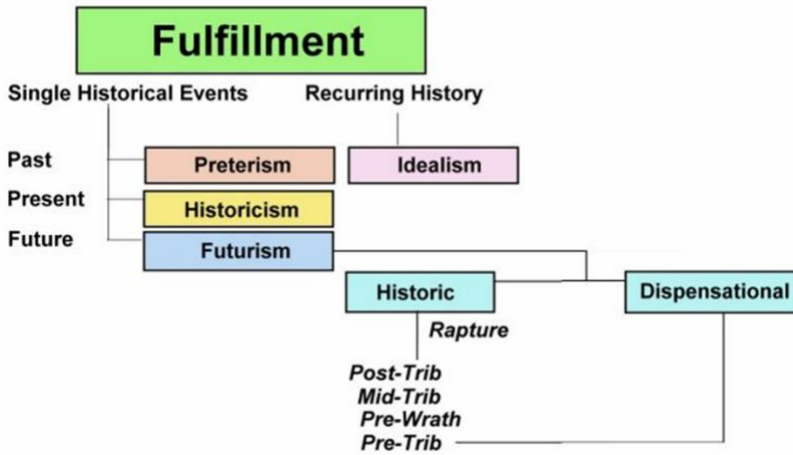 Fulfillment
Single Historical Events Recurring History
Past Preterism Idealism
Present Historicism
Future Futurism
Historic Dispensational
Rapture
Post-Trib
Mid-Trib
Pre-Wrath
Pre-Trib